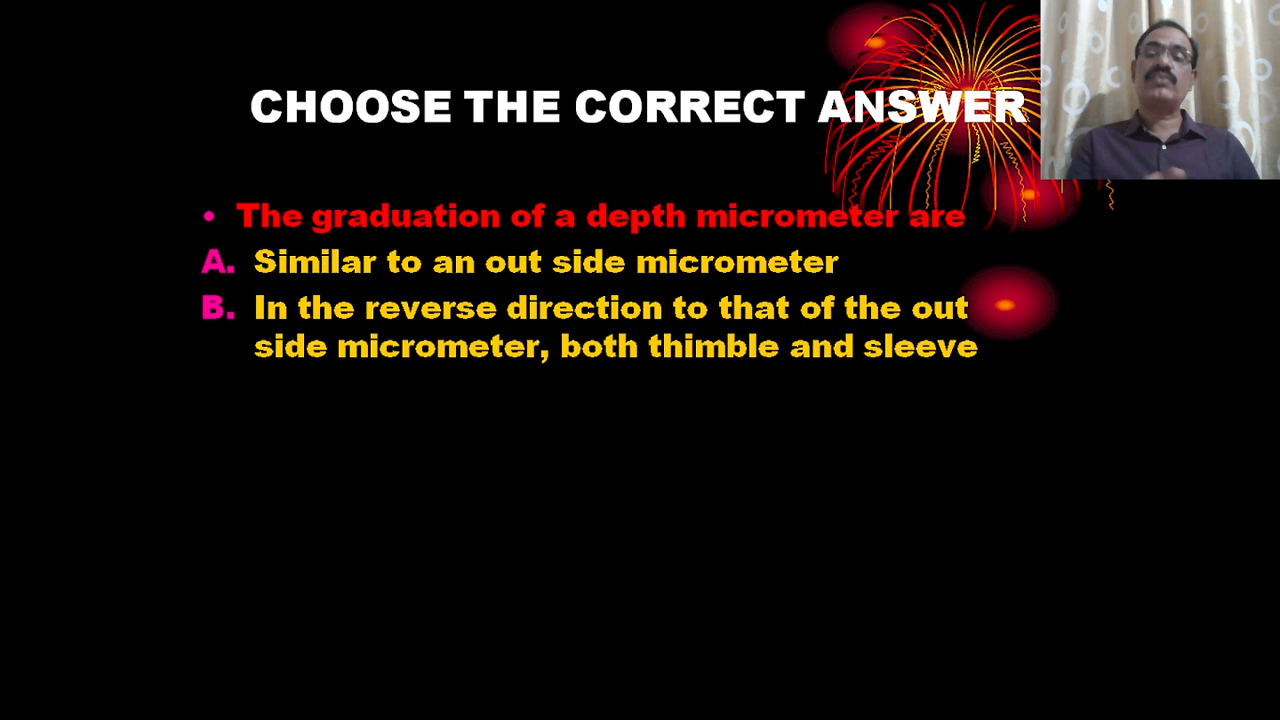 CHOOSE THE CORRECT ANSWER
• The graduation of a depth micrometer are
A. Similar to an out side micrometer
B. In the reverse direction to that of the out
side micrometer, both thimble and sleeve